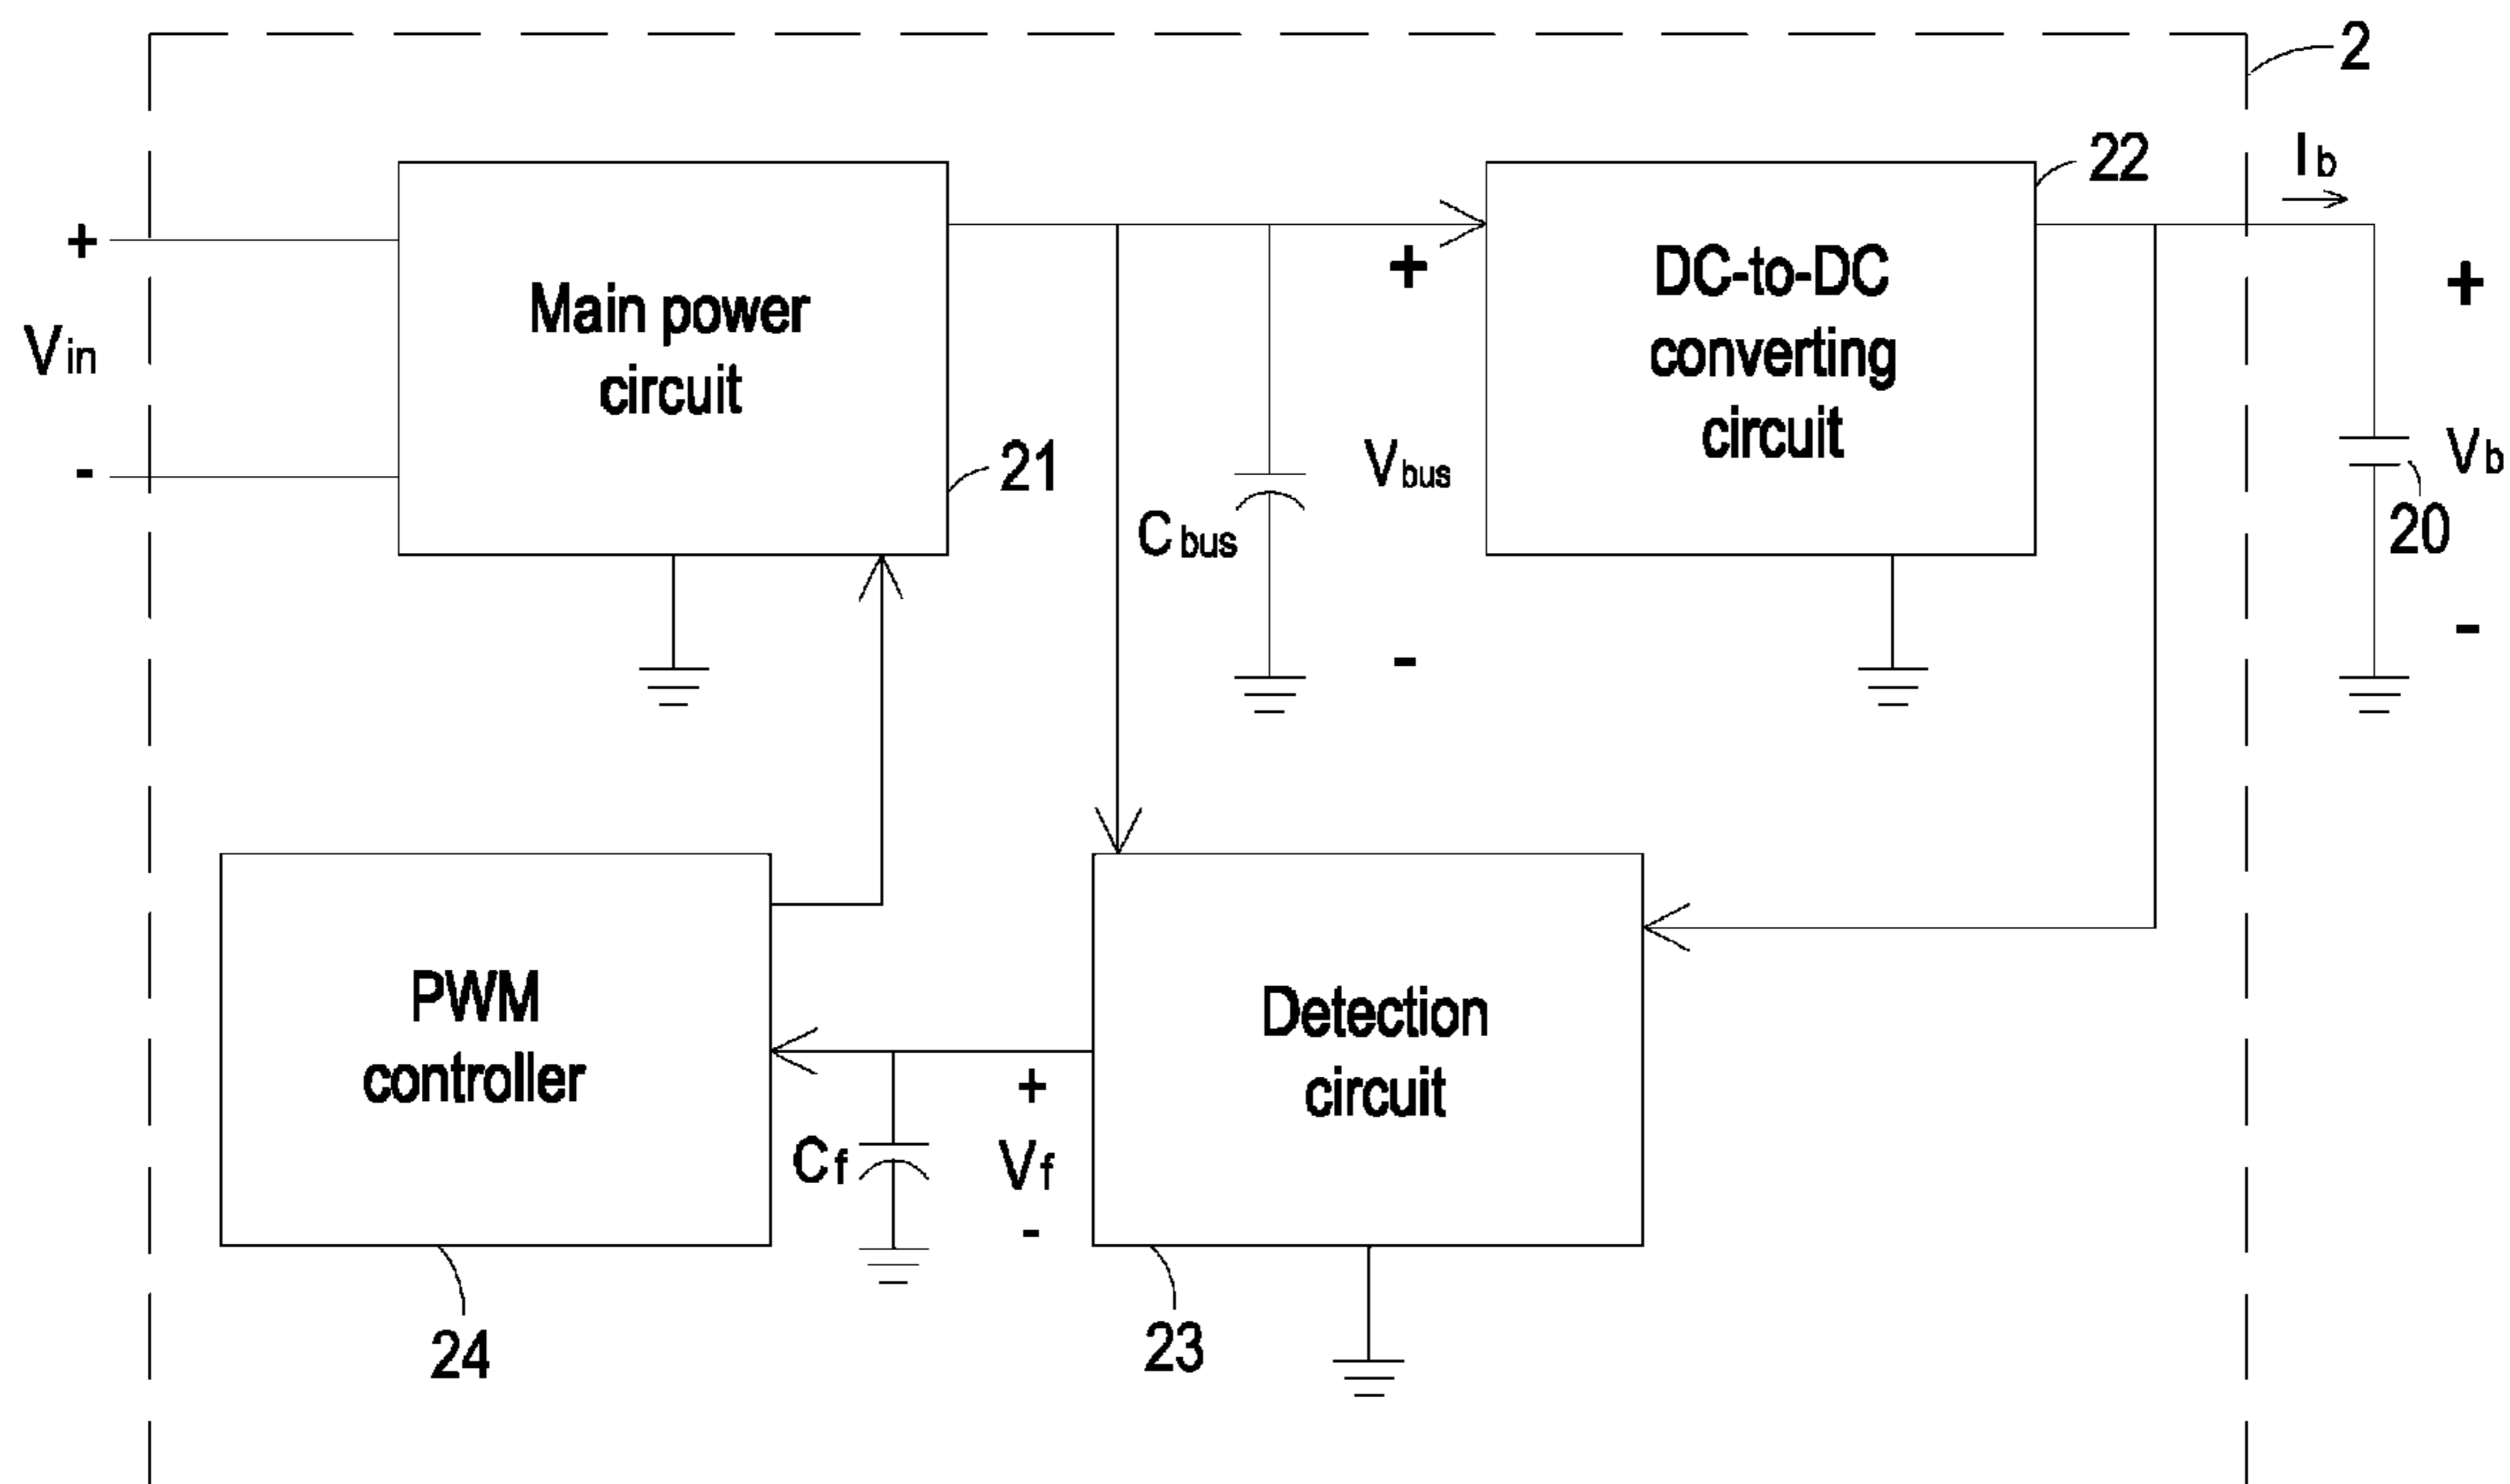 2
22
Ib
+
Vin
-
Main power
circuit
21
Cbus
+
Vbus
-
DC-to-DC
converting
circuit
+
Vb
-
20
PWM
controller
24
Cf
+
Vf
-
Detection
circuit
23